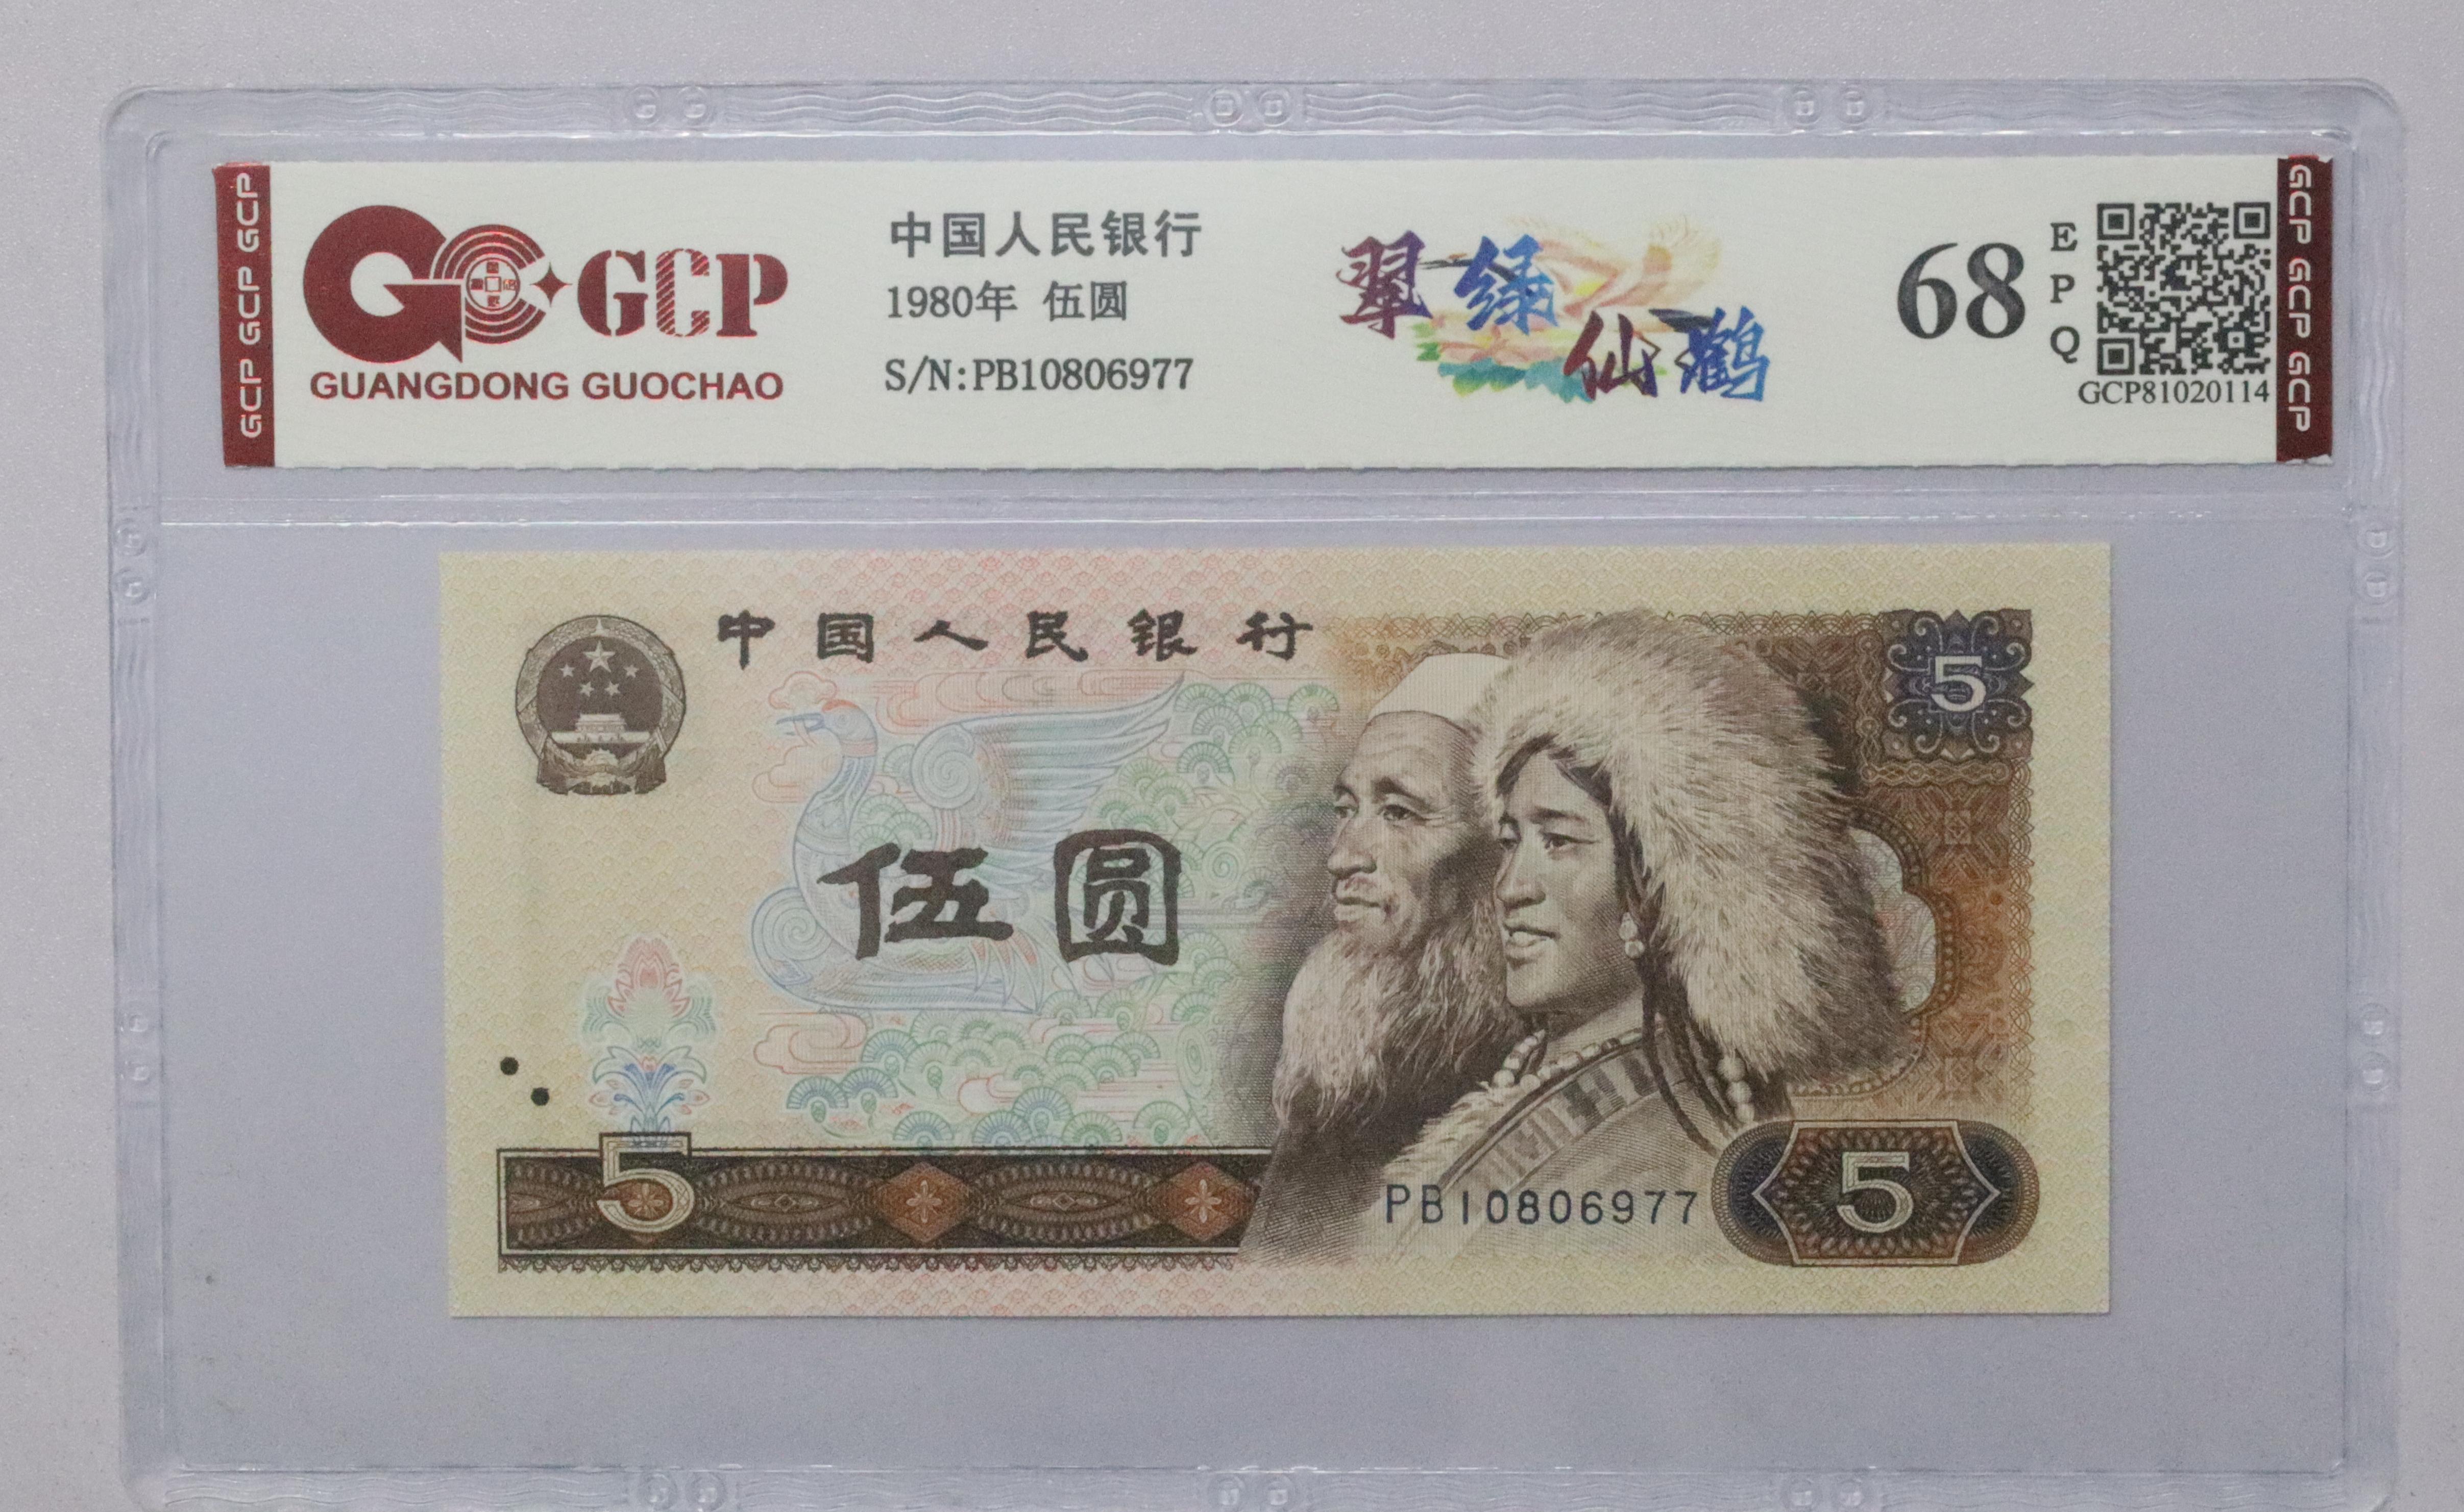 GCP GCP GCP
GCP
GUANGDONG GUOCHAO
中国人民银行
1980年 伍圆
S/N:PB10806977
翠绿
仙鹤
68
E
P
Q
GCP81020114
GCP GCP GCP
中国人民银行
5
伍圆
5
PB10806977
5